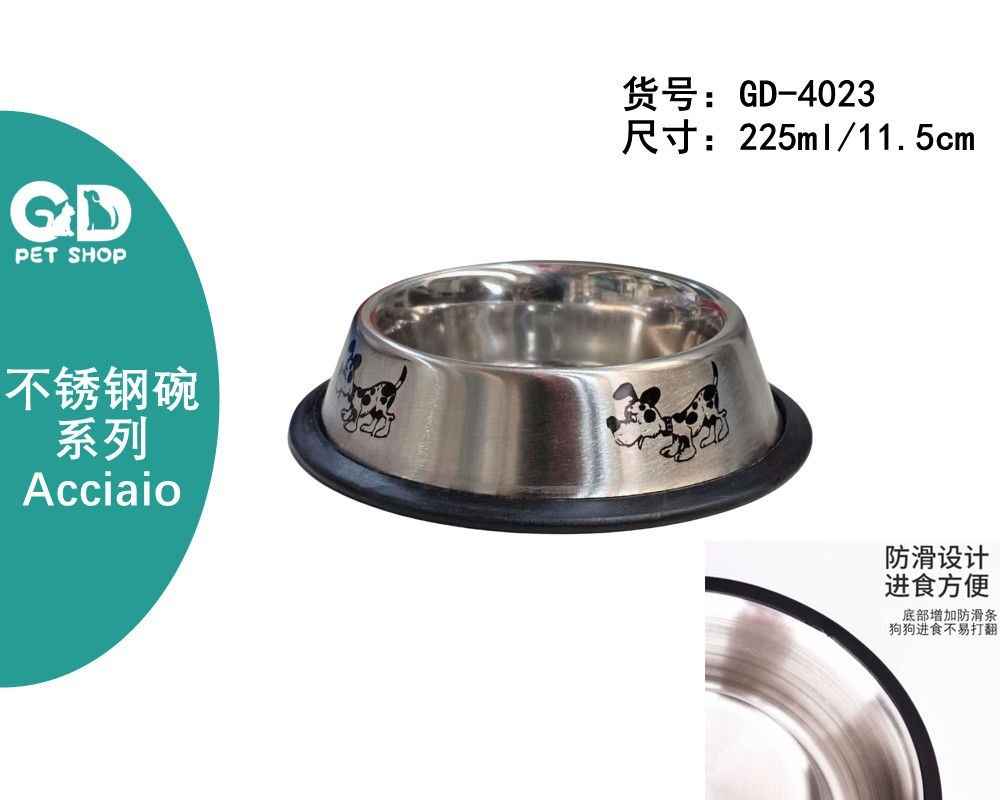 货号：GD-4023
尺寸：225ml/11.5cm
GD
PET SHOP
不锈钢碗
系列
Acciaio
防滑设计
进食方便
底部增加防滑条
狗狗进食不易打翻